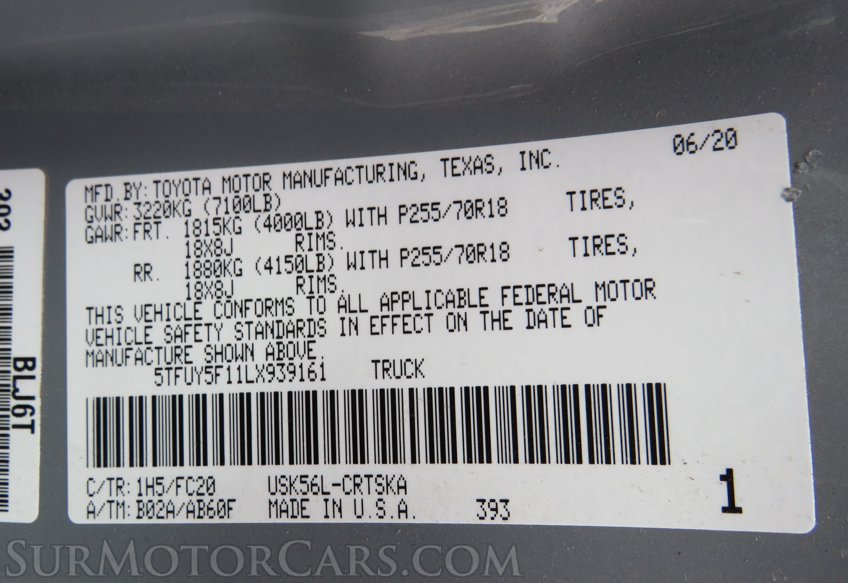 06/20
MFD.BY: TOYOTA MOTOR MANUFACTURING, TEXAS, INC.
GVWR: 3220KG (7100LB)
GAWR: FRT. 1815KG (4000LB) WITH P255/70R18 TIRES,
18X8J RIMS.
RR. 1880KG (4150LB) WITH P255/70R18 TIRES,
18X8J RIMS.
THIS VEHICLE CONFORMS TO ALL APPLICABLE FEDERAL MOTOR
VEHICLE SAFETY STANDARDS IN EFFECT ON THE DATE OF
MANUFACTURE SHOWN ABOVE.
5TFUY5F11LX939161 TRUCK
C/TR: 1H5/FC20 USK56L-CRTSKA
A/TM: B02A/AB60F MADE IN U.S.A. 393
1
BLJ6T
SurMotorCars.com